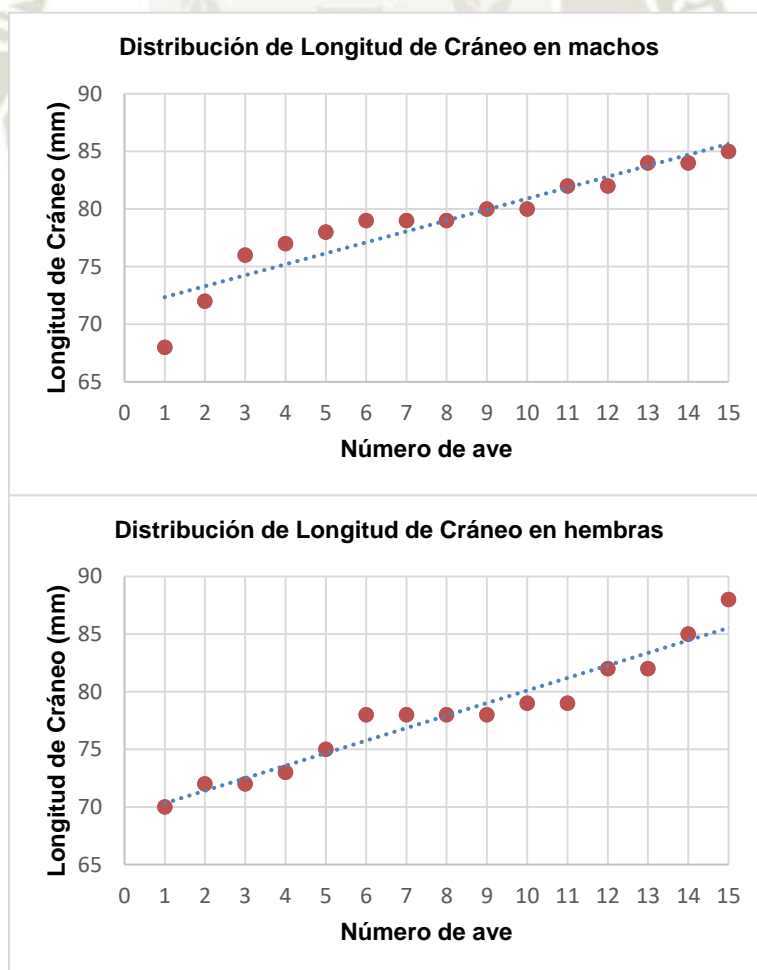 Distribución de Longitud de Cráneo en machos
Longitud de Cráneo (mm)
90
85
80
75
70
65
0 1 2 3 4 5 6 7 8 9 10 11 12 13 14 15
Número de ave
Distribución de Longitud de Cráneo en hembras
Longitud de Cráneo (mm)
90
85
80
75
70
65
0 1 2 3 4 5 6 7 8 9 10 11 12 13 14 15
Número de ave